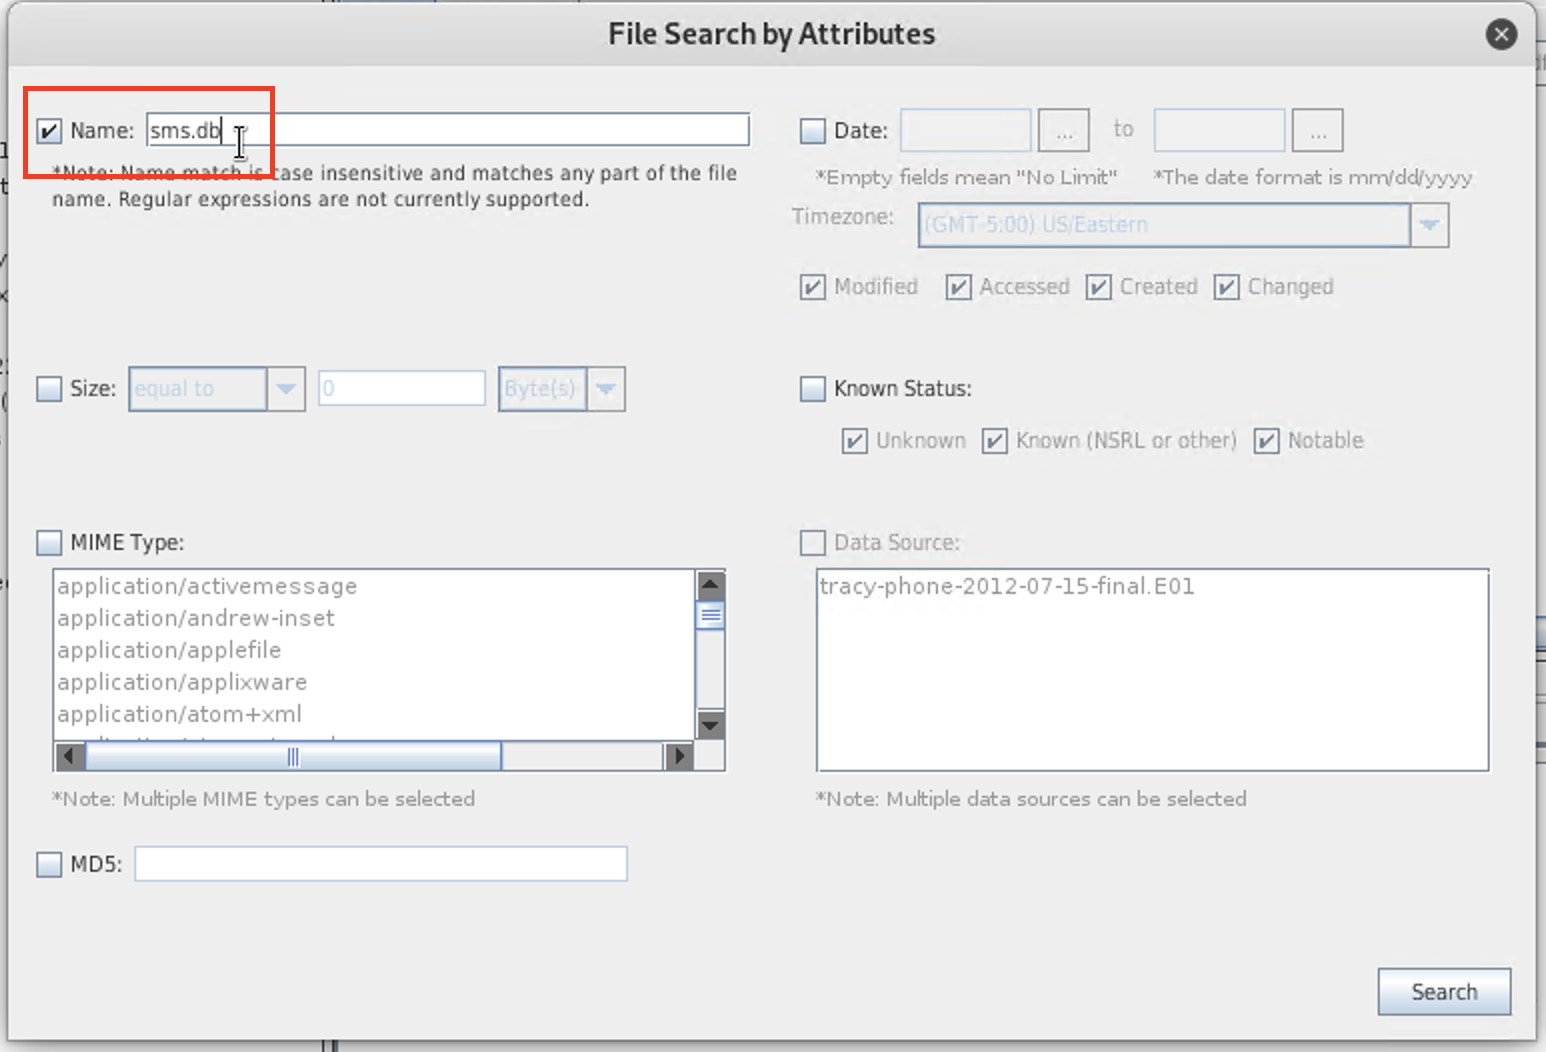 File Search by Attributes
Name: sms.db
*Note: Name match is case insensitive and matches any part of the file
name. Regular expressions are not currently supported.
Date: ... to ...
*Empty fields mean "No Limit" *The date format is mm/dd/yyyy
Timezone: (GMT-5:00) US/Eastern
Modified Accessed Created Changed
Size: equal to 0 Byte(s)
Known Status:
Unknown Known (NSRL or other) Notable
MIME Type:
application/activemessage
application/andrew-inset
application/applefile
application/applixware
application/atom+xml
*Note: Multiple MIME types can be selected
Data Source:
tracy-phone-2012-07-15-final.E01
*Note: Multiple data sources can be selected
MD5:
Search